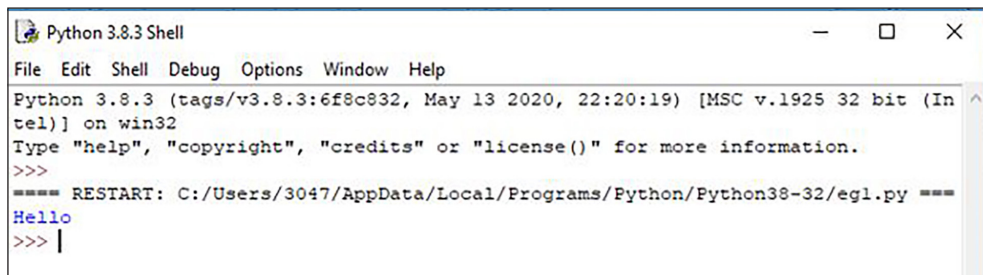 Python 3.8.3 Shell
File Edit Shell Debug Options Window Help
Python 3.8.3 (tags/v3.8.3:6f8c832, May 13 2020, 22:20:19) [MSC v.1925 32 bit (In
tel)] on win32
Type "help", "copyright", "credits" or "license()" for more information.
>>>
==== RESTART: C:/Users/3047/AppData/Local/Programs/Python/Python38-32/eg1.py ===
Hello
>>>